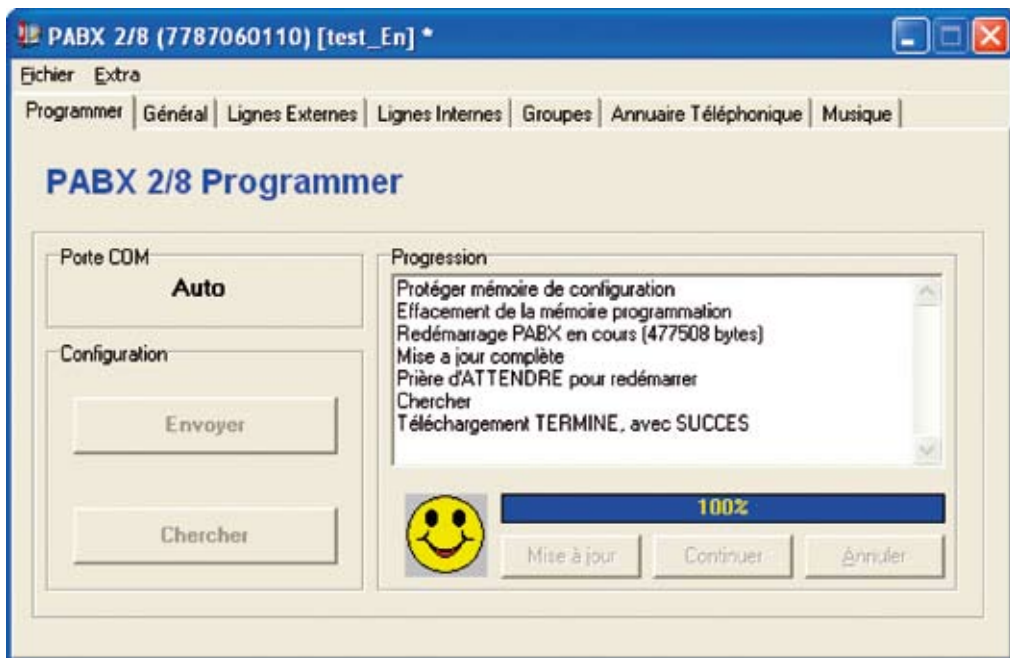 PABX 2/8 (7787060110) [test_En] *
Fichier Extra
Programmer Général Lignes Externes Lignes Internes Groupes Annuaire Téléphonique Musique
PABX 2/8 Programmer
Porte COM
Auto
Configuration
Envoyer
Chercher
Progression
Protéger mémoire de configuration
Effacement de la mémoire programmation
Redémarrage PABX en cours (477508 bytes)
Mise a jour complète
Prière d'ATTENDRE pour redémarrer
Chercher
Téléchargement TERMINE, avec SUCCES
100%
Mise à jour Continuer Annuler